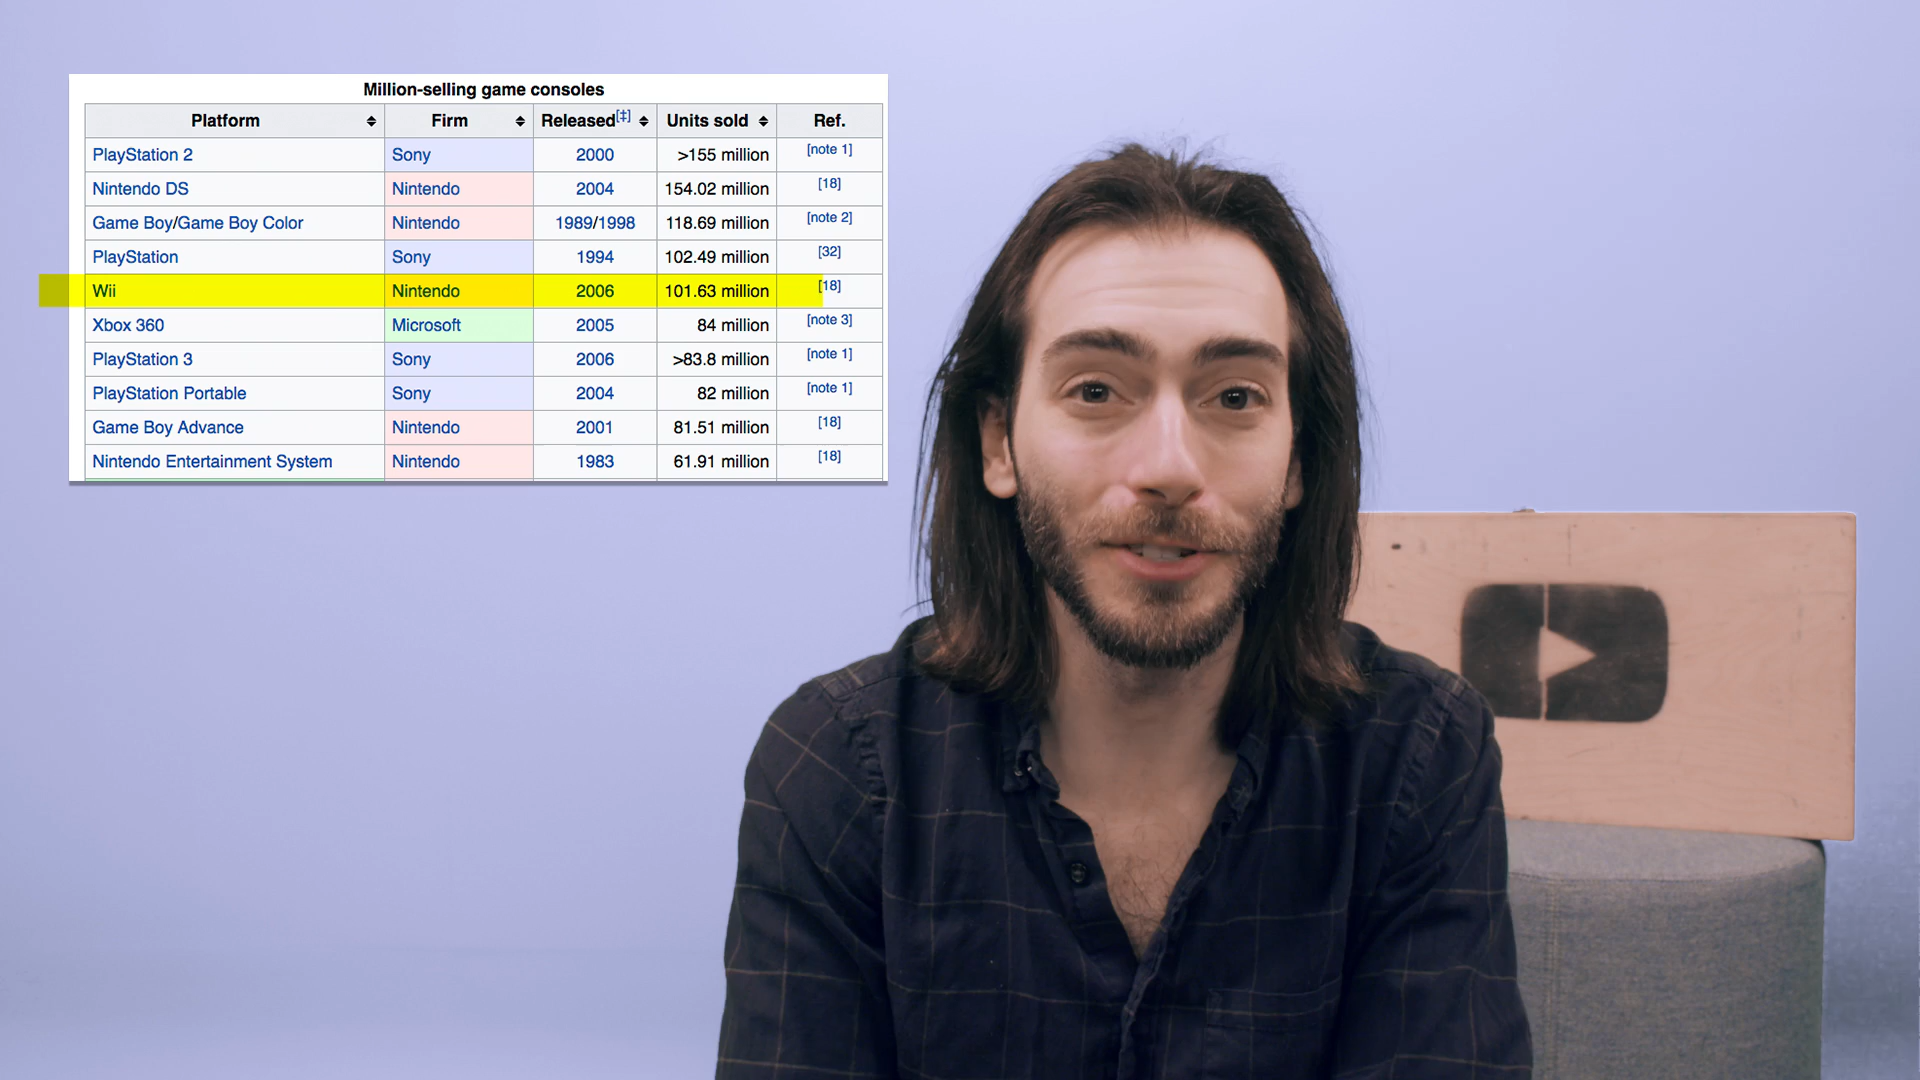 Million-selling game consoles
Platform Firm Released[‡] Units sold Ref.
PlayStation 2 Sony 2000 >155 million [note 1]
Nintendo DS Nintendo 2004 154.02 million [18]
Game Boy/Game Boy Color Nintendo 1989/1998 118.69 million [note 2]
PlayStation Sony 1994 102.49 million [32]
Wii Nintendo 2006 101.63 million [18]
Xbox 360 Microsoft 2005 84 million [note 3]
PlayStation 3 Sony 2006 >83.8 million [note 1]
PlayStation Portable Sony 2004 82 million [note 1]
Game Boy Advance Nintendo 2001 81.51 million [18]
Nintendo Entertainment System Nintendo 1983 61.91 million [18]